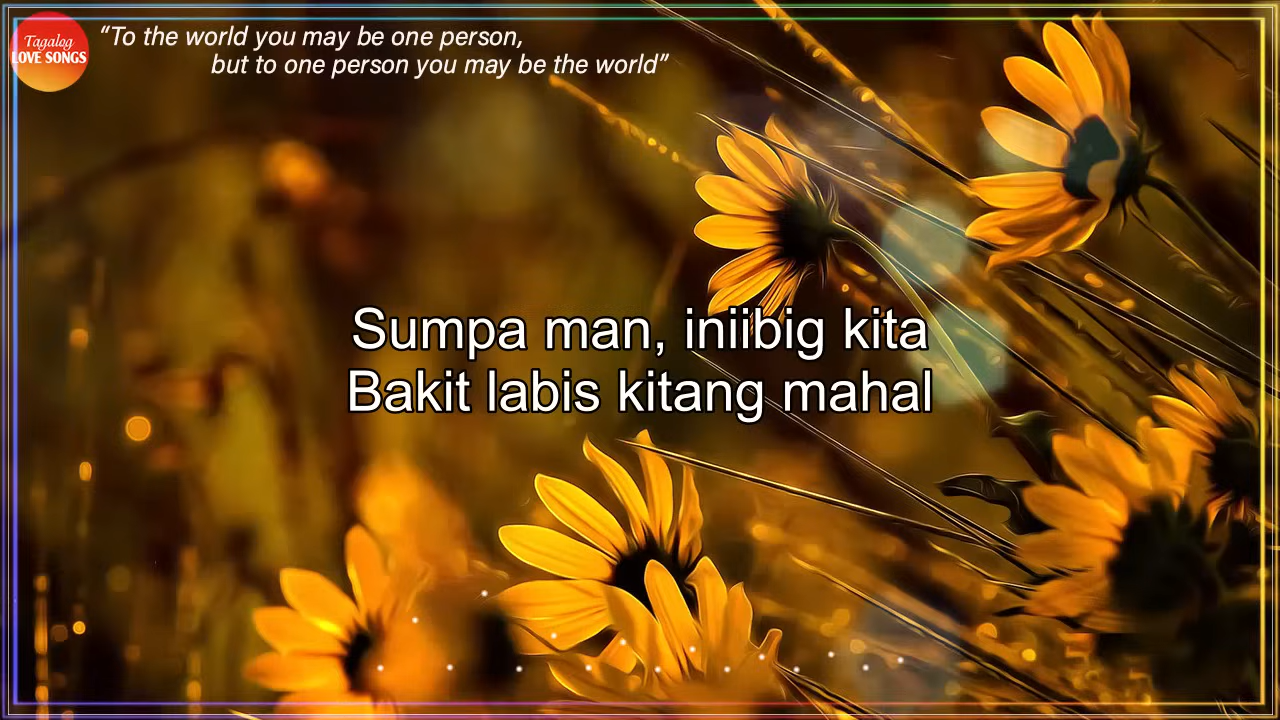 Tagalog
LOVE SONGS
“To the world you may be one person,
but to one person you may be the world”
Sumpa man, iniibig kita
Bakit labis kitang mahal